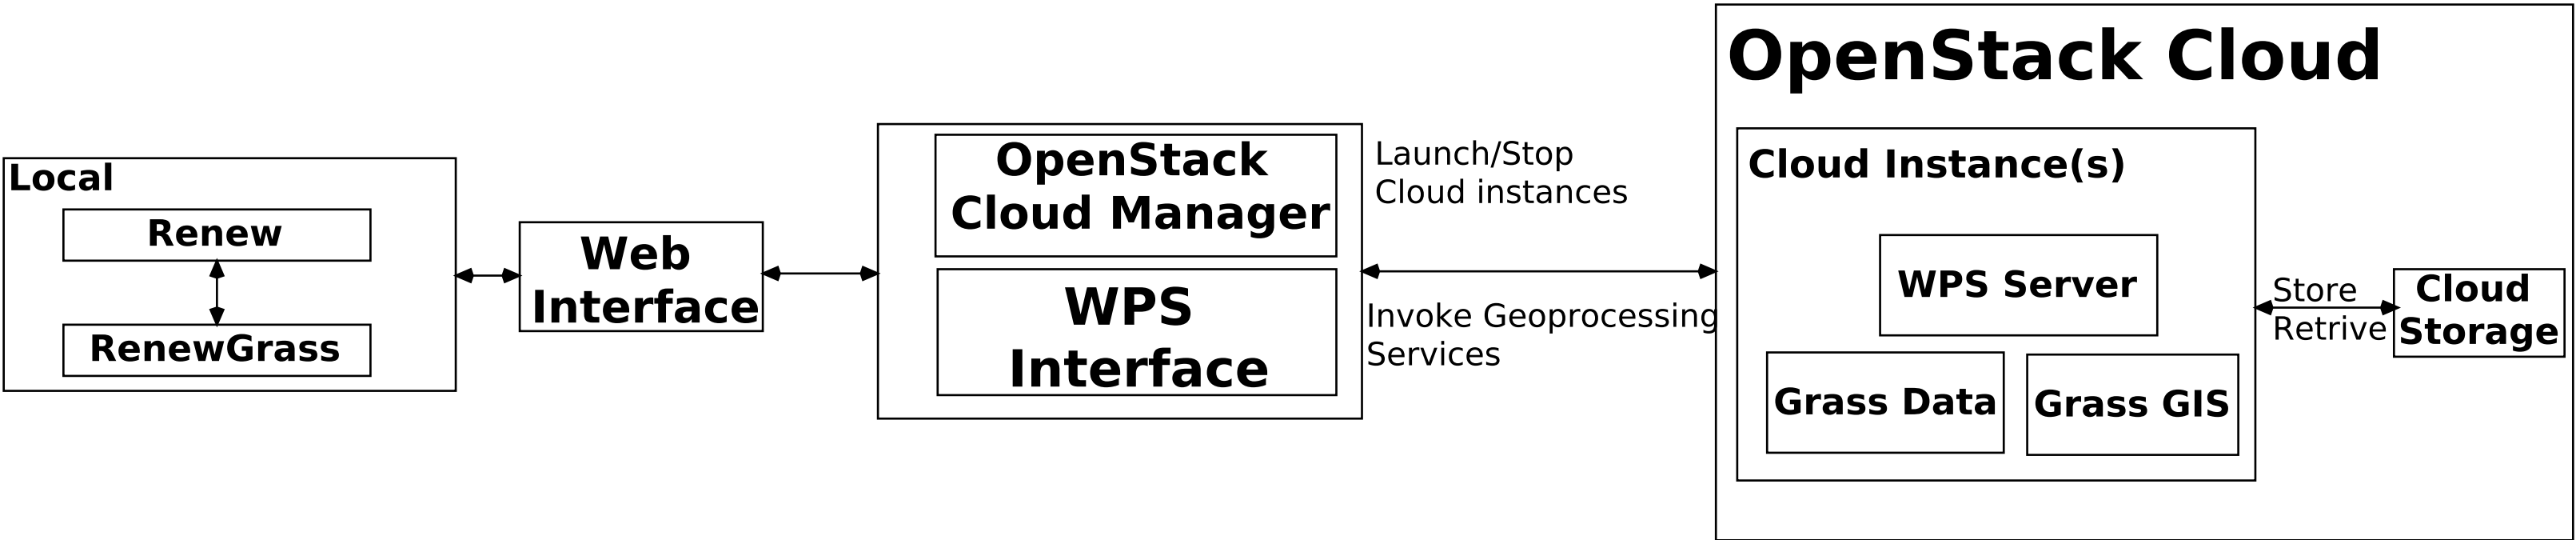 Local
Renew
RenewGrass
Web
Interface
OpenStack
Cloud Manager
WPS
Interface
Launch/Stop
Cloud instances
Invoke Geoprocessing
Services
OpenStack Cloud
Cloud Instance(s)
WPS Server
Grass Data
Grass GIS
Store
Retrive
Cloud
Storage